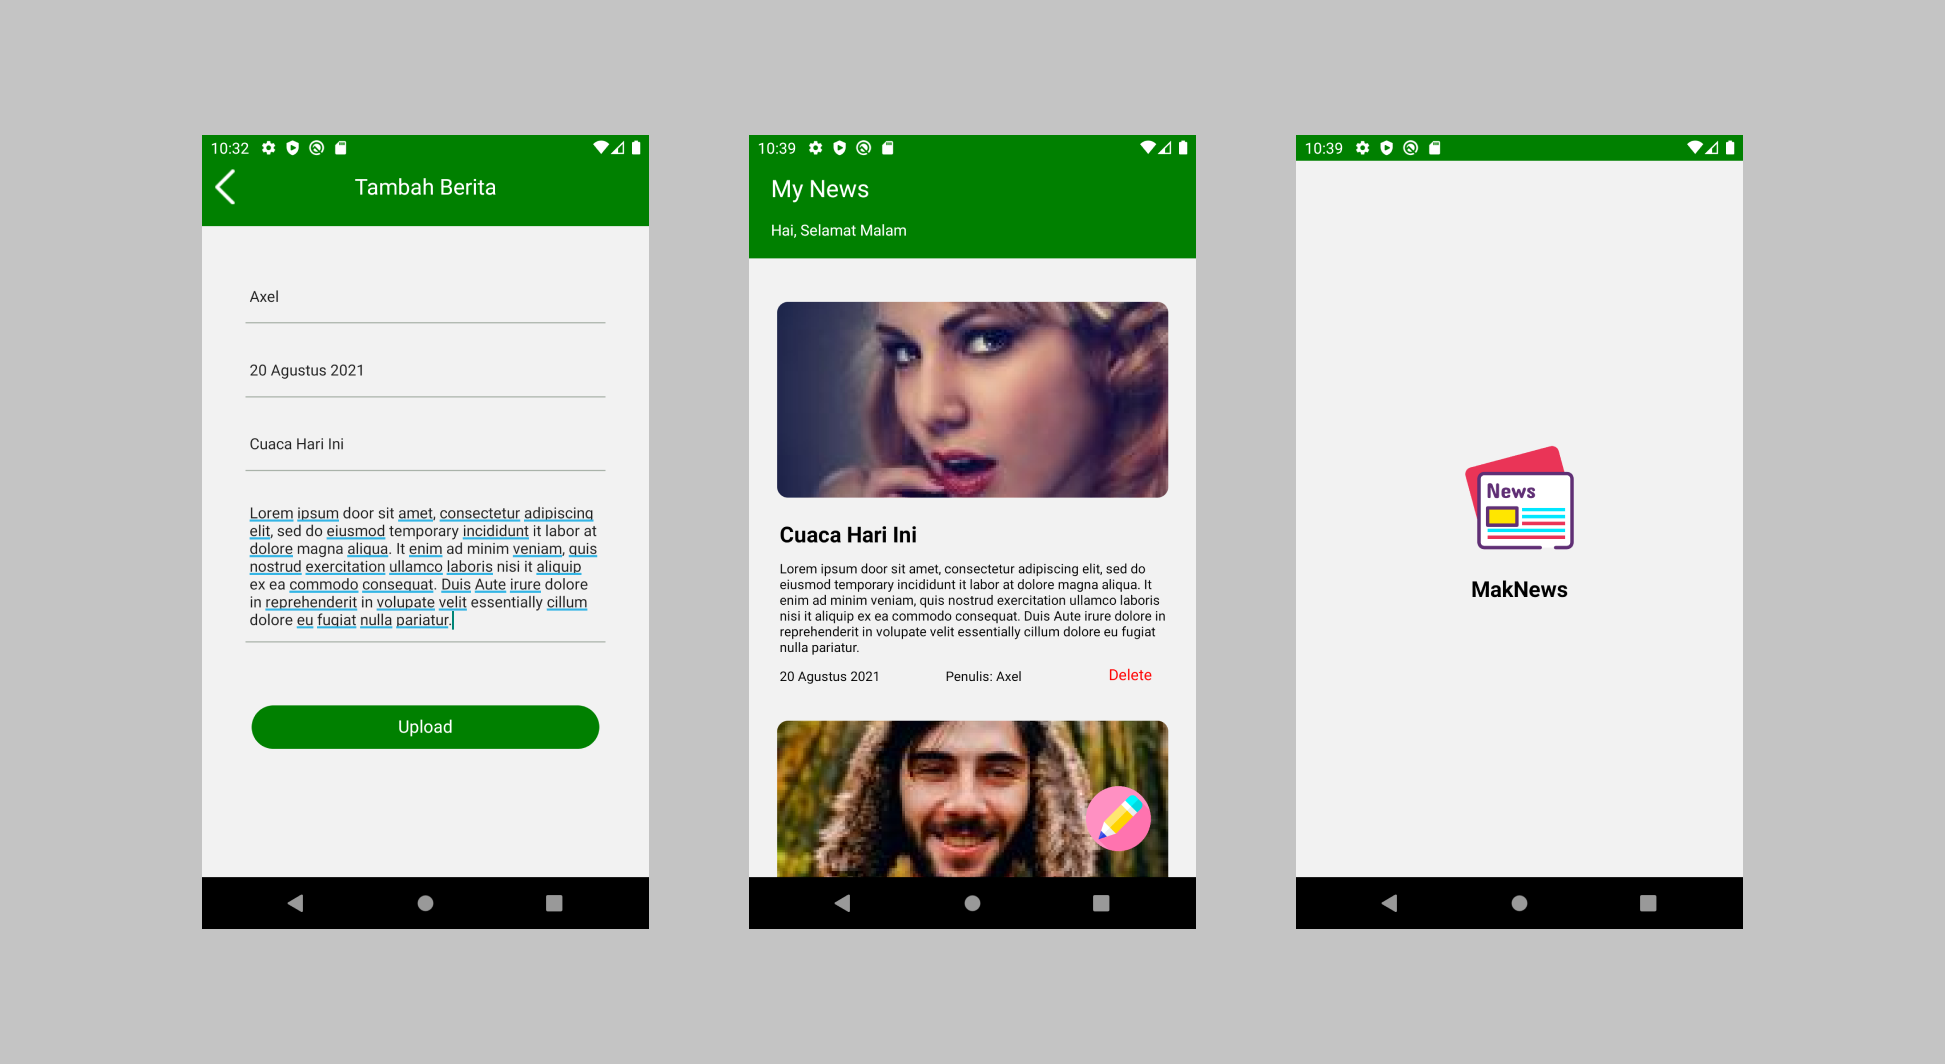 10:32
Tambah Berita
Axel
20 Agustus 2021
Cuaca Hari Ini
Lorem ipsum door sit amet, consectetur adipiscing
elit, sed do eiusmod temporary incididunt it labor at
dolore magna aliqua. It enim ad minim veniam, quis
nostrud exercitation ullamco laboris nisi it aliquip
ex ea commodo consequat. Duis Aute irure dolore
in reprehenderit in volupate velit essentially cillum
dolore eu fugiat nulla pariatur.
Upload
10:39
My News
Hai, Selamat Malam
Cuaca Hari Ini
Lorem ipsum door sit amet, consectetur adipiscing elit, sed do
eiusmod temporary incididunt it labor at dolore magna aliqua. It
enim ad minim veniam, quis nostrud exercitation ullamco laboris
nisi it aliquip ex ea commodo consequat. Duis Aute irure dolore in
reprehenderit in volupate velit essentially cillum dolore eu fugiat
nulla pariatur.
20 Agustus 2021 Penulis: Axel Delete
10:39
News
MakNews